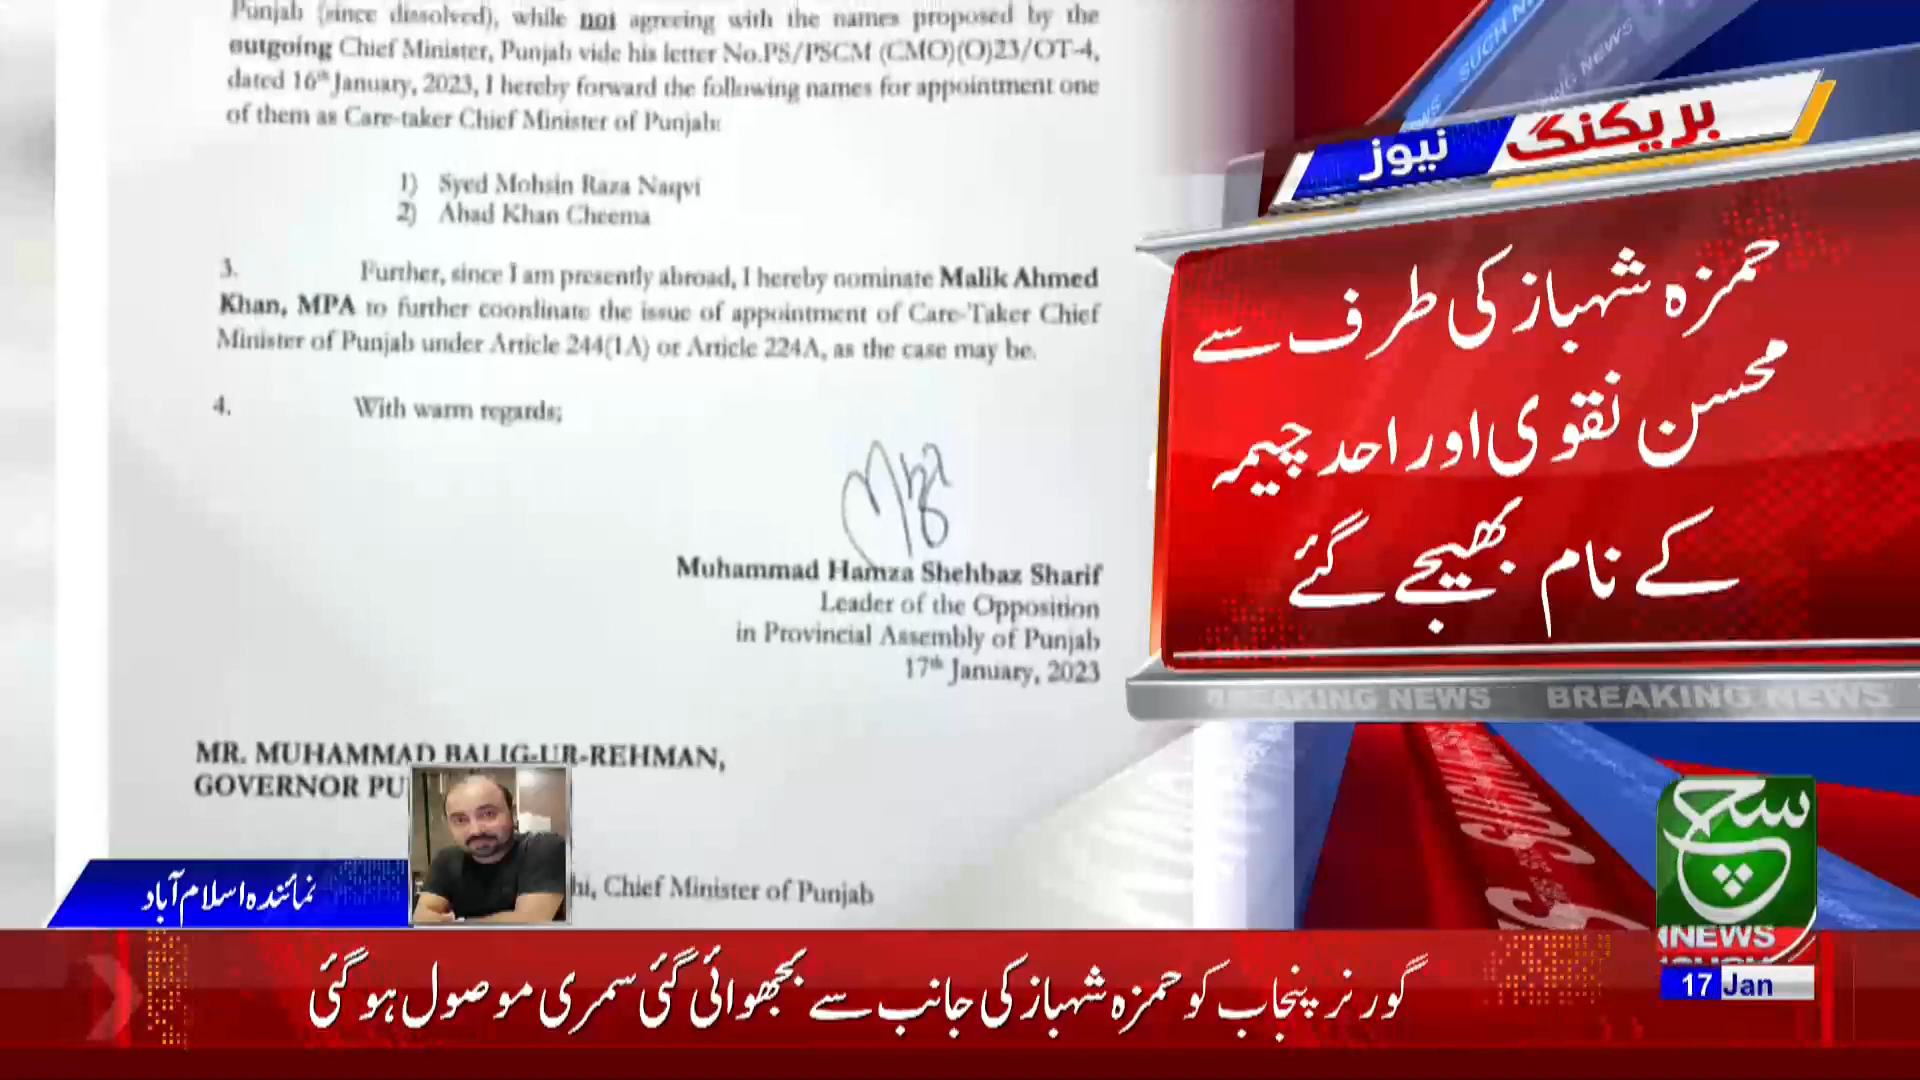 Punjab (since dissolved), while not agreeing with the names proposed by the
outgoing Chief Minister, Punjab vide his letter No.PS/PSCM (CMO)(O)23/OT-4,
dated 16th January, 2023, I hereby forward the following names for appointment one
of them as Care-taker Chief Minister of Punjab:
1) Syed Mohsin Raza Naqvi
2) Ahad Khan Cheema
3. Further, since I am presently abroad, I hereby nominate Malik Ahmed
Khan, MPA to further coordinate the issue of appointment of Care-Taker Chief
Minister of Punjab under Article 244(1A) or Article 224A, as the case may be.
4. With warm regards;
Muhammad Hamza Shehbaz Sharif
Leader of the Opposition
in Provincial Assembly of Punjab
17th January, 2023
MR. MUHAMMAD BALIG-UR-REHMAN,
GOVERNOR PU
hi, Chief Minister of Punjab
بریکنگ نیوز
حمزہ شہباز کی طرف سے
محسن نقوی اور احد چیمہ
کے نام بھیجے گئے
BREAKING NEWS BREAKING NEWS
نمائندہ اسلام آباد
گورنر پنجاب کو حمزہ شہباز کی جانب سے بھجوائی گئی سمری موصول ہو گئی
سچ
NEWS
17 Jan